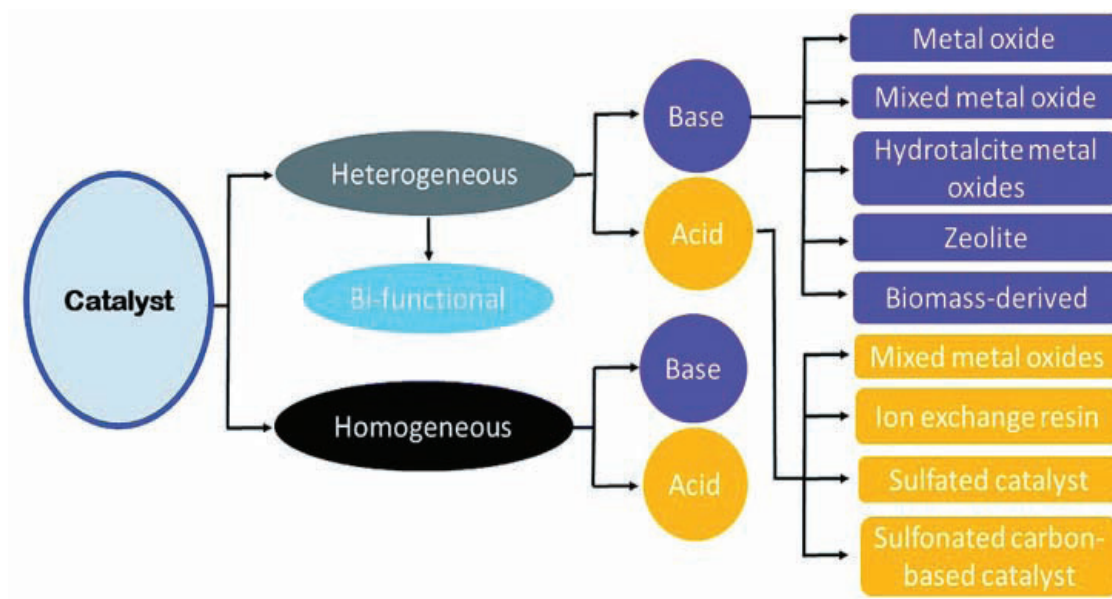 Catalyst
Heterogeneous
Bi-functional
Homogeneous
Base
Acid
Base
Acid
Metal oxide
Mixed metal oxide
Hydrotalcite metal
oxides
Zeolite
Biomass-derived
Mixed metal oxides
Ion exchange resin
Sulfated catalyst
Sulfonated carbon-
based catalyst